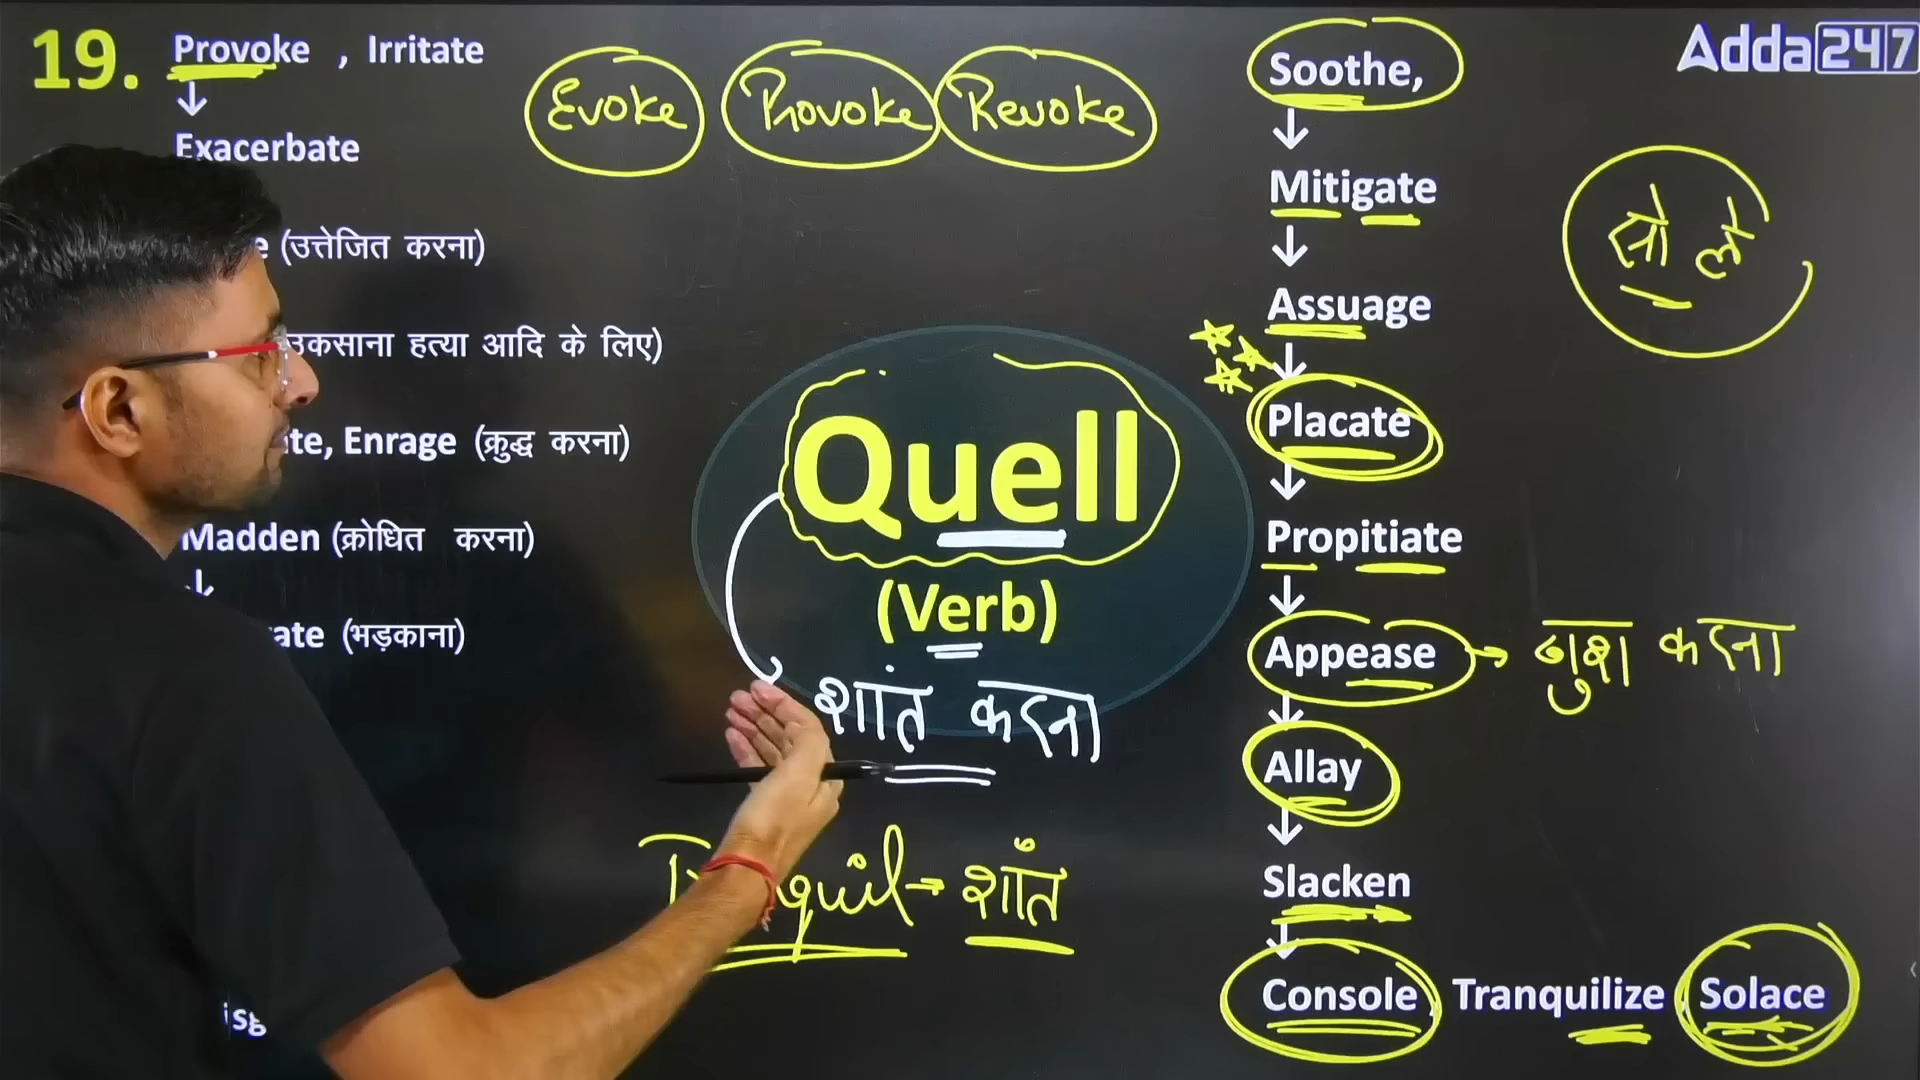 19.
Provoke , Irritate
Exacerbate
(उत्तेजित करना)
उकसाना हत्या आदि के लिए)
te, Enrage (क्रुद्ध करना)
Madden (क्रोधित करना)
ate (भड़काना)
Evoke Provoke Revoke
Quell
(Verb)
शांत करना
quil → शांत
Soothe,
Mitigate
Assuage
Placate
Propitiate
Appease → खुश करना
Allay
Slacken
Console, Tranquilize, Solace
Adda247